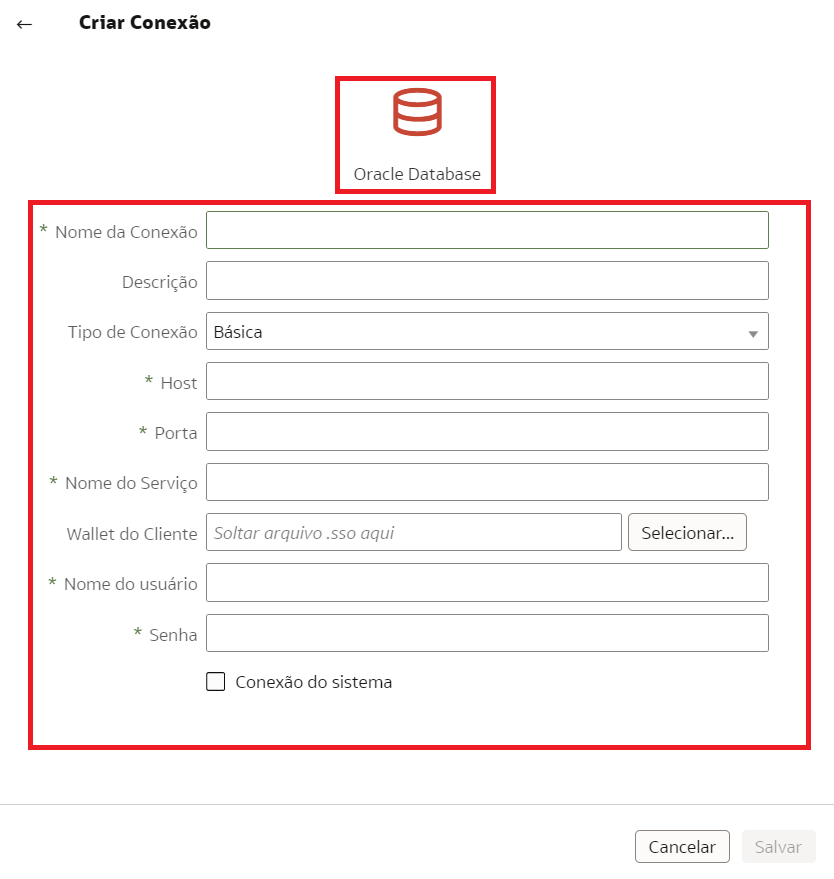 ← Criar Conexão
Oracle Database
* Nome da Conexão
Descrição
Tipo de Conexão Básica
* Host
* Porta
* Nome do Serviço
Wallet do Cliente Soltar arquivo .sso aqui Selecionar...
* Nome do usuário
* Senha
Conexão do sistema
Cancelar Salvar